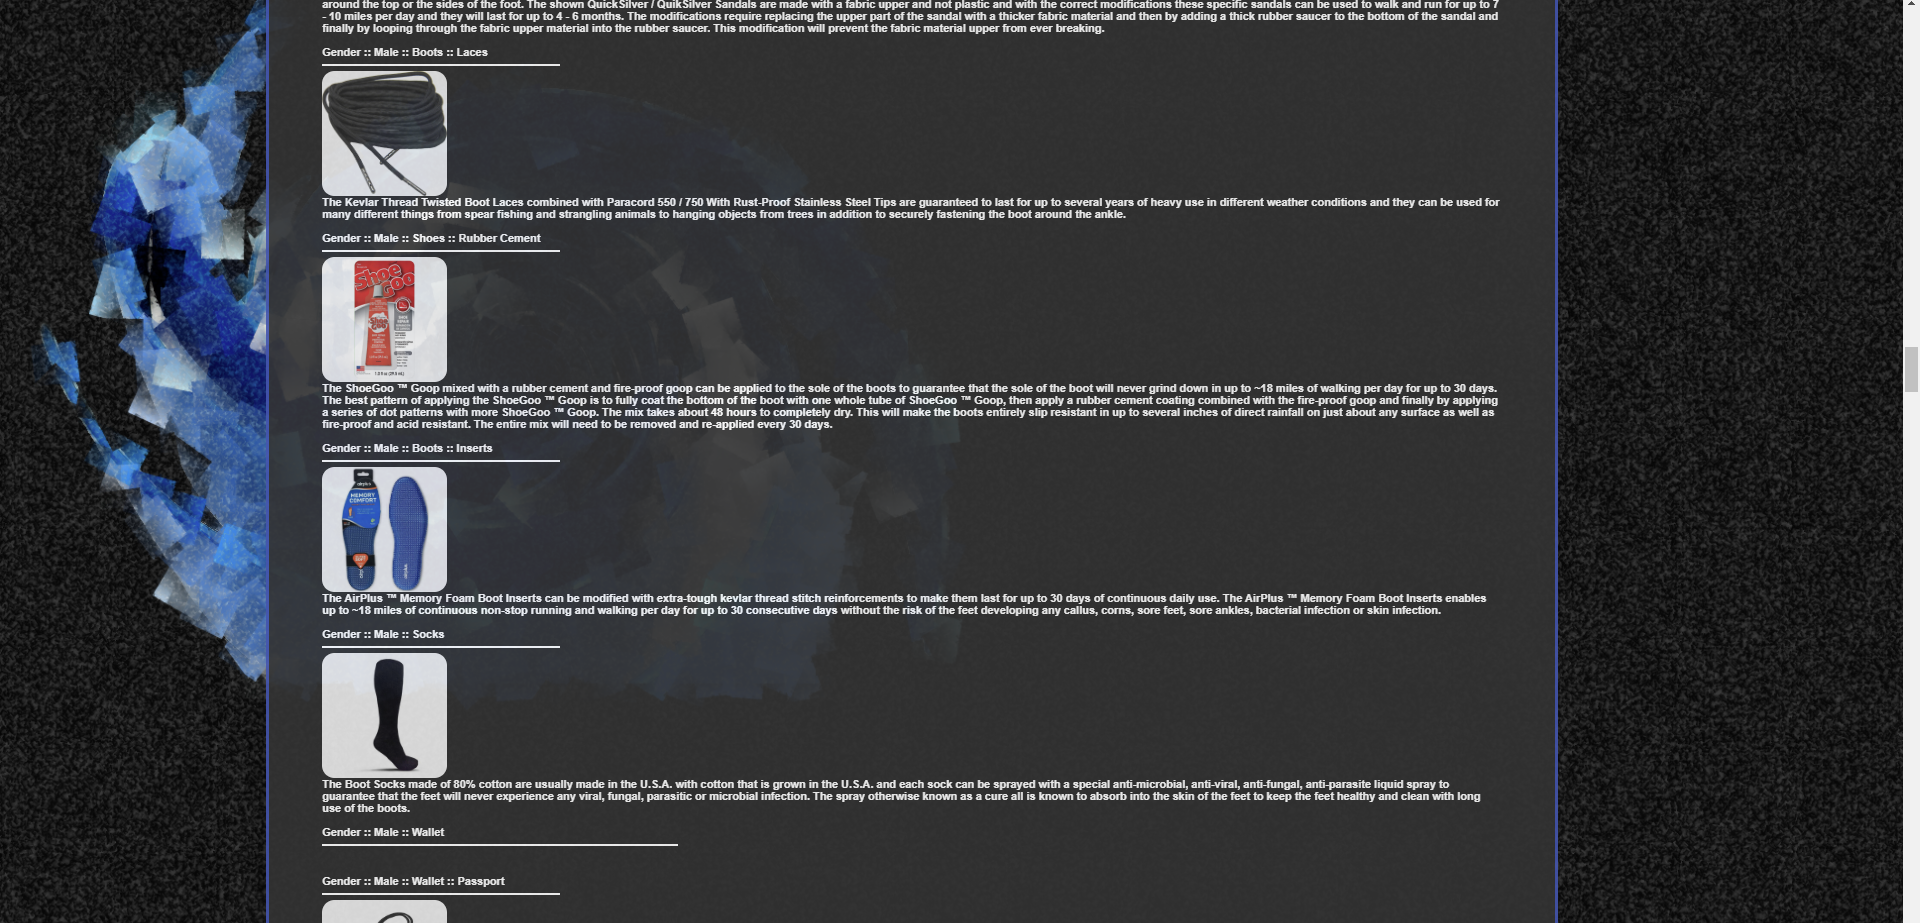 around the top or the sides of the foot. The shown QuickSilver / QuikSilver Sandals are made with a fabric upper and not plastic and with the correct modifications these specific sandals can be used to walk and run for up to 7
- 10 miles per day and they will last for up to 4 - 6 months. The modifications require replacing the upper part of the sandal with a thicker fabric material and then by adding a thick rubber saucer to the bottom of the sandal and
finally by looping through the fabric upper material into the rubber saucer. This modification will prevent the fabric material upper from ever breaking.
Gender :: Male :: Boots :: Laces
The Kevlar Thread Twisted Boot Laces combined with Paracord 550 / 750 With Rust-Proof Stainless Steel Tips are guaranteed to last for up to several years of heavy use in different weather conditions and they can be used for
many different things from spear fishing and strangling animals to hanging objects from trees in addition to securely fastening the boot around the ankle.
Gender :: Male :: Shoes :: Rubber Cement
Shoe
Goo
The ShoeGoo ™ Goop mixed with a rubber cement and fire-proof goop can be applied to the sole of the boots to guarantee that the sole of the boot will never grind down in up to ~18 miles of walking per day for up to 30 days.
The best pattern of applying the ShoeGoo ™ Goop is to fully coat the bottom of the boot with one whole tube of ShoeGoo ™ Goop, then apply a rubber cement coating combined with the fire-proof goop and finally by applying
a series of dot patterns with more ShoeGoo ™ Goop. The mix takes about 48 hours to completely dry. This will make the boots entirely slip resistant in up to several inches of direct rainfall on just about any surface as well as
fire-proof and acid resistant. The entire mix will need to be removed and re-applied every 30 days.
Gender :: Male :: Boots :: Inserts
airplus
MEMORY
COMFORT
The AirPlus ™ Memory Foam Boot Inserts can be modified with extra-tough kevlar thread stitch reinforcements to make them last for up to 30 days of continuous daily use. The AirPlus ™ Memory Foam Boot Inserts enables
up to ~18 miles of continuous non-stop running and walking per day for up to 30 consecutive days without the risk of the feet developing any callus, corns, sore feet, sore ankles, bacterial infection or skin infection.
Gender :: Male :: Socks
The Boot Socks made of 80% cotton are usually made in the U.S.A. with cotton that is grown in the U.S.A. and each sock can be sprayed with a special anti-microbial, anti-viral, anti-fungal, anti-parasite liquid spray to
guarantee that the feet will never experience any viral, fungal, parasitic or microbial infection. The spray otherwise known as a cure all is known to absorb into the skin of the feet to keep the feet healthy and clean with long
use of the boots.
Gender :: Male :: Wallet
Gender :: Male :: Wallet :: Passport